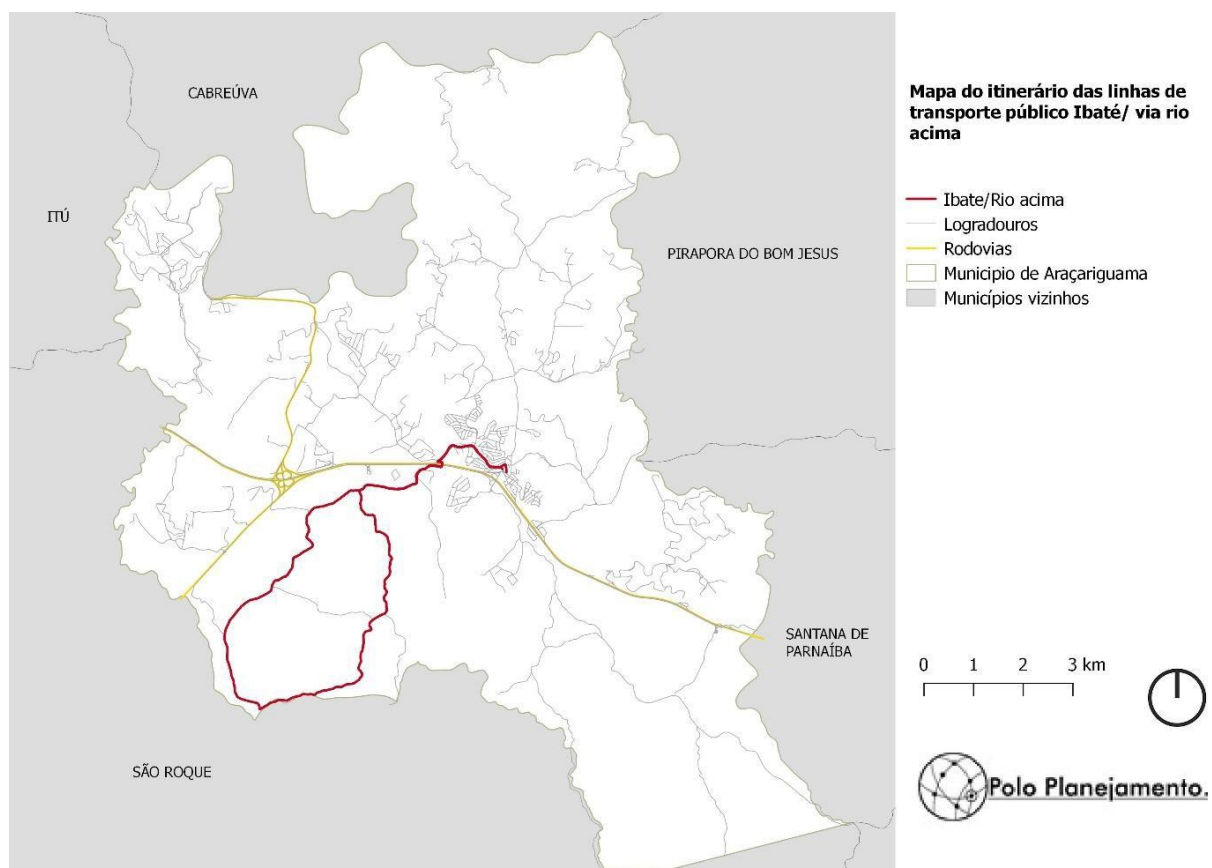 CABREÚVA
ITÚ
PIRAPORA DO BOM JESUS
SANTANA DE
PARNAÍBA
SÃO ROQUE
Mapa do itinerário das linhas de
transporte público Ibaté/ via rio
acima
Ibate/Rio acima
Logradouros
Rodovias
Municipio de Araçariguama
Municípios vizinhos
0 1 2 3 km
Polo Planejamento.